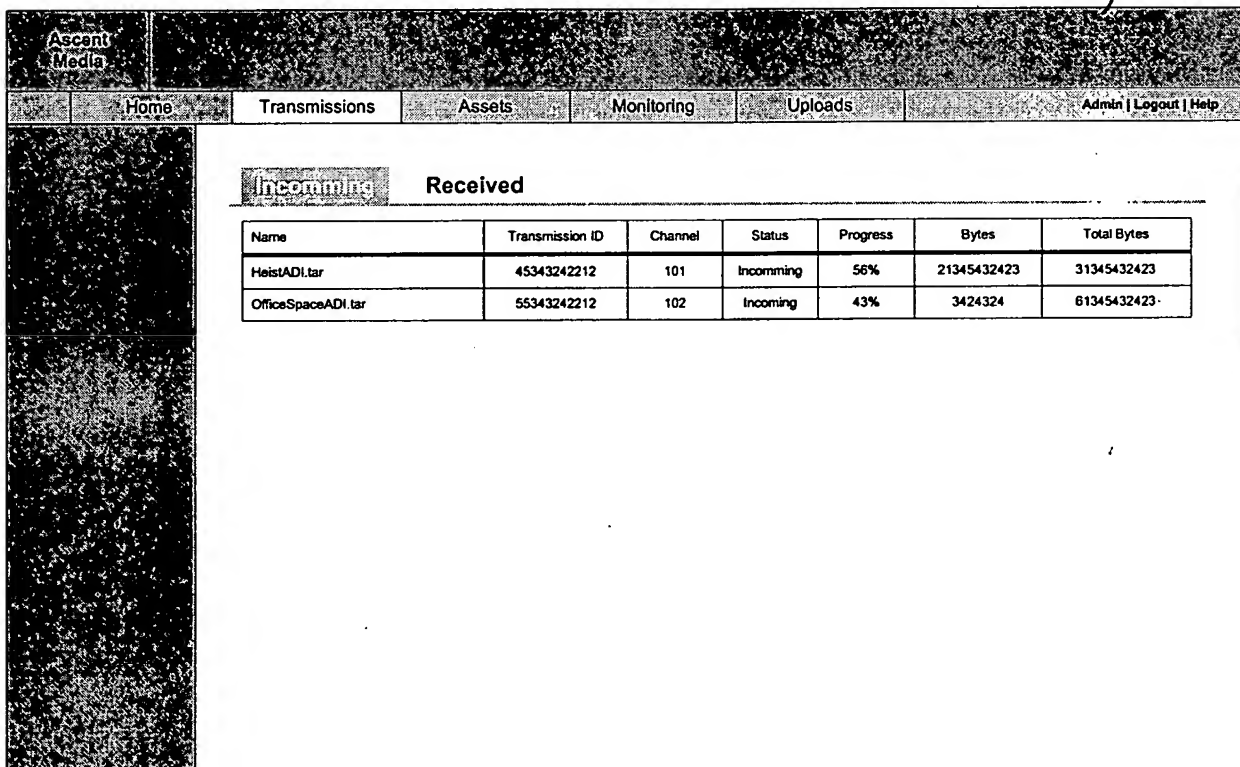 Ascent
Media
Home Transmissions Assets Monitoring Uploads Admin | Logout | Help
Incomming Received
Name Transmission ID Channel Status Progress Bytes Total Bytes
HeistADI.tar 45343242212 101 Incomming 56% 21345432423 31345432423
OfficeSpaceADI.tar 55343242212 102 Incoming 43% 3424324 61345432423